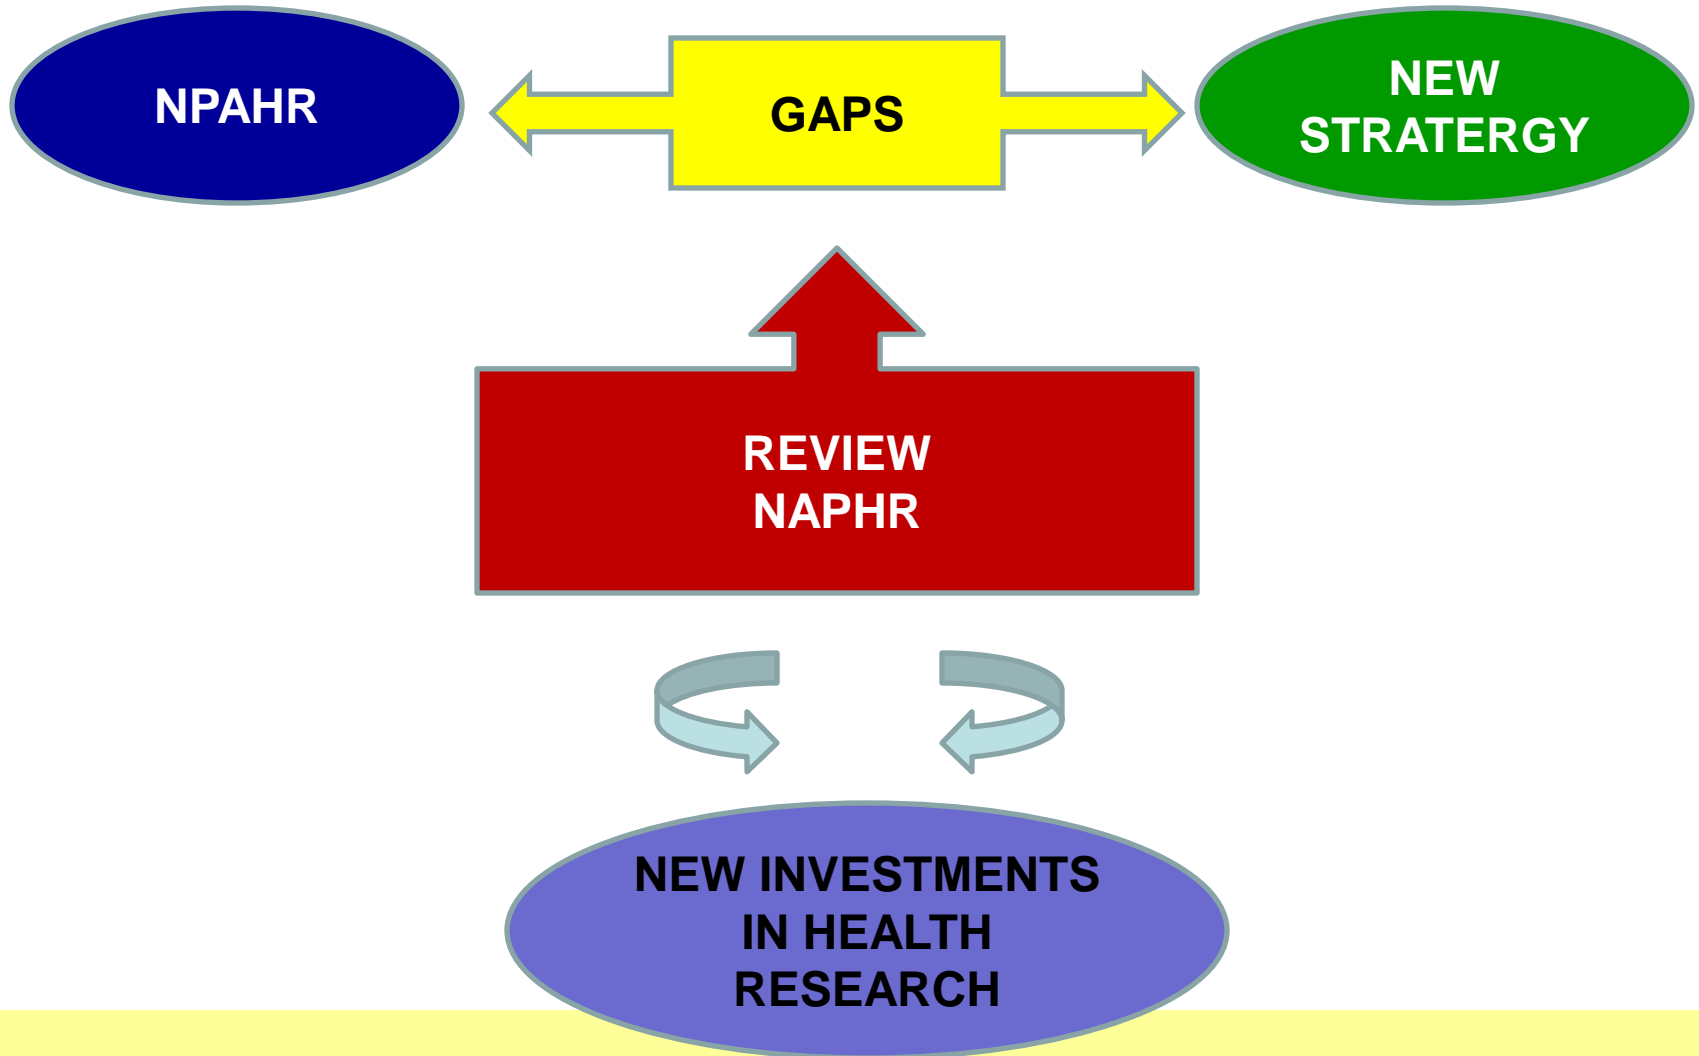 NPAHR
GAPS
NEW
STRATERGY
REVIEW
NAPHR
NEW INVESTMENTS
IN HEALTH
RESEARCH